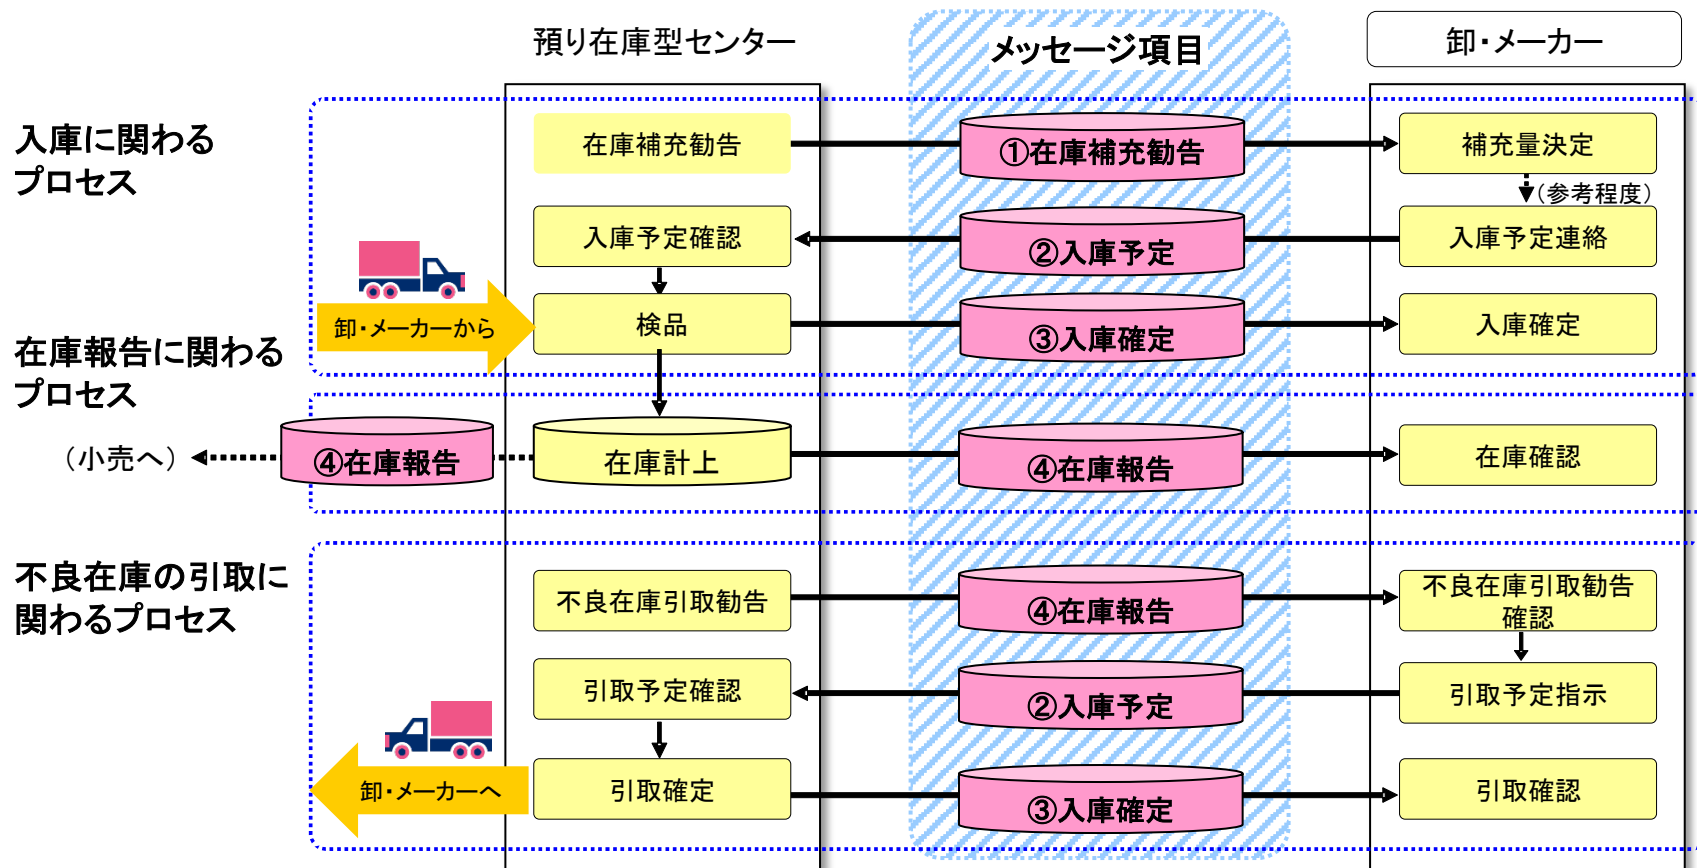 預り在庫型センター
メッセージ項目
卸・メーカー
入庫に関わる
プロセス
在庫補充勧告
①在庫補充勧告
補充量決定
(参考程度)
入庫予定確認
②入庫予定
入庫予定連絡
卸・メーカーから
検品
③入庫確定
入庫確定
在庫報告に関わる
プロセス
(小売へ)
④在庫報告
在庫計上
④在庫報告
在庫確認
不良在庫の引取に
関わるプロセス
不良在庫引取勧告
④在庫報告
不良在庫引取勧告
確認
引取予定確認
②入庫予定
引取予定指示
卸・メーカーへ
引取確定
③入庫確定
引取確認